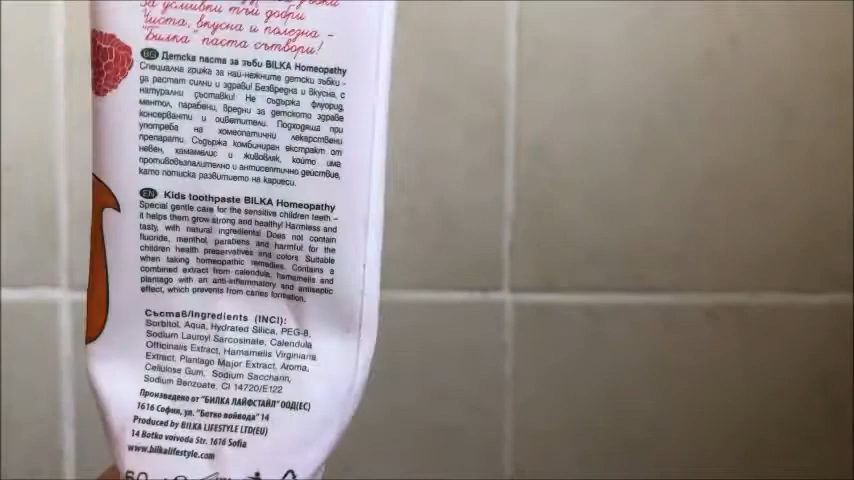 за усмивки тъй добри
Чиста, вкусна и полезна -
"Билка" паста сътвори!
BG Детска паста за зъби BILKA Homeopathy
Специална грижа за най-нежните детски зъбки -
да растат силни и здрави! Безвредна и вкусна, с
натурални съставки! Не съдържа флуорид,
ментол, парабени, вредни за детското здраве
консерванти и оцветители. Подходяща при
употреба на хомеопатични лекарствени
препарати. Съдържа комбиниран екстракт от
невен, хамамелис и живовляк, които има
противовъзпалително и антисептично действие,
като потиска развитието на кариеси.
EN Kids toothpaste BILKA Homeopathy
Special gentle care for the sensitive children teeth –
it helps them grow strong and healthy! Harmless and
tasty, with natural ingredients! Does not contain
fluoride, menthol, parabens and harmful for the
children health preservatives and colors. Suitable
when taking homeopathic remedies. Contains a
combined extract from calendula, hamamelis and
plantago with an anti-inflammatory and antiseptic
effect, which prevents from caries formation.
Състав/Ingredients (INCI):
Sorbitol, Aqua, Hydrated Silica, PEG-8,
Sodium Lauroyl Sarcosinate, Calendula
Officinalis Extract, Hamamelis Virginiana
Extract, Plantago Major Extract, Aroma,
Cellulose Gum, Sodium Saccharin,
Sodium Benzoate, CI 14720/E122
Произведено от "БИЛКА ЛАЙФСТАЙЛ" ООД(ЕС)
1616 София, ул. "Ботко войвода" 14
Produced by BILKA LIFESTYLE LTD(EU)
14 Botko voivoda Str. 1616 Sofia
www.bilkalifestyle.com